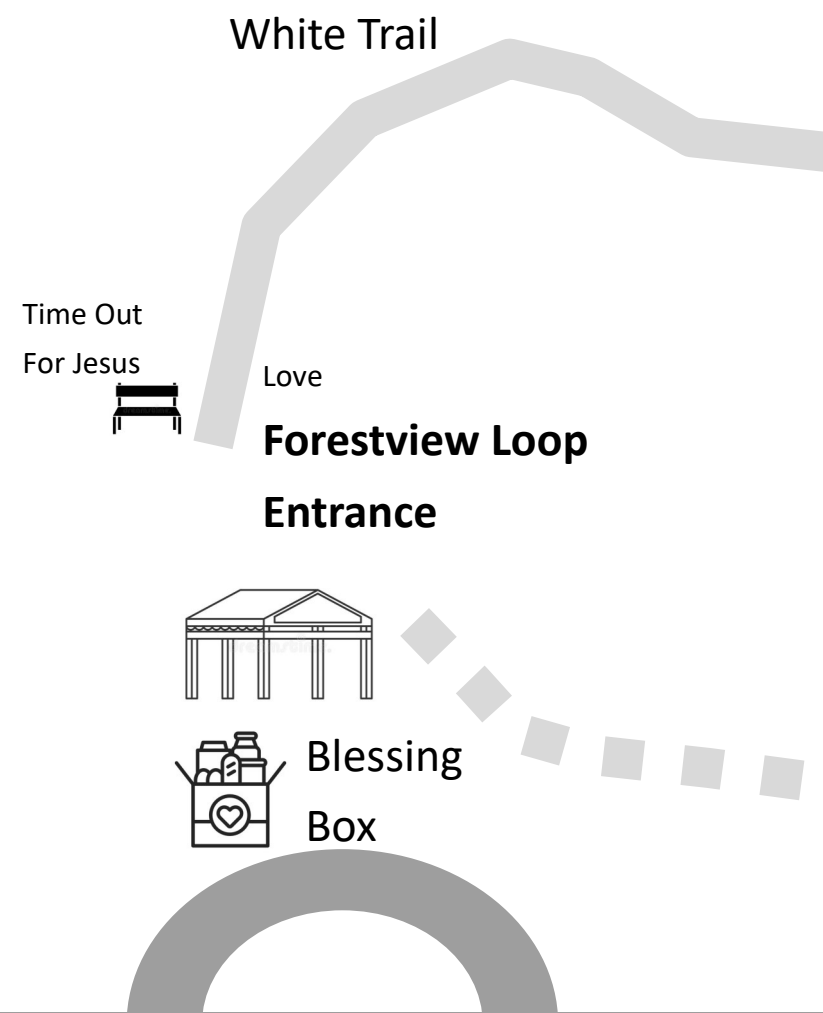 White Trail
Time Out
For Jesus
Love
Forestview Loop
Entrance
Blessing
Box